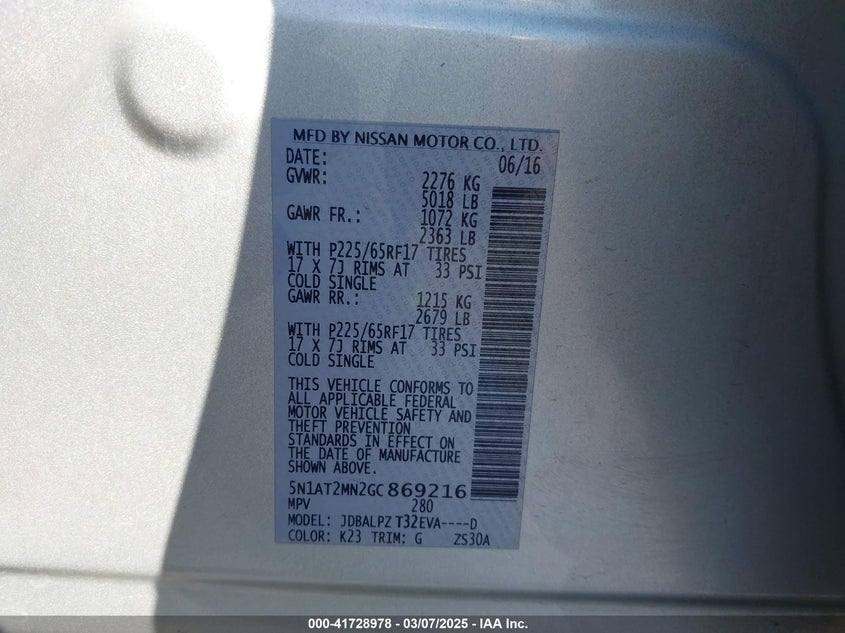 MFD BY NISSAN MOTOR CO., LTD.
DATE: 06/16
GVWR: 2276 KG
5018 LB
GAWR FR.: 1072 KG
2363 LB
WITH P225/65RF17 TIRES
17 X 7J RIMS AT 33 PSI
COLD SINGLE
GAWR RR.: 1215 KG
2679 LB
WITH P225/65RF17 TIRES
17 X 7J RIMS AT 33 PSI
COLD SINGLE
THIS VEHICLE CONFORMS TO
ALL APPLICABLE FEDERAL
MOTOR VEHICLE SAFETY AND
THEFT PREVENTION
STANDARDS IN EFFECT ON
THE DATE OF MANUFACTURE
SHOWN ABOVE.
5N1AT2MN2GC869216
MPV 280
MODEL: JDBALPZ T32EVA----D
COLOR: K23 TRIM: G ZS30A
000-41728978 — 03/07/2025 — IAA Inc.